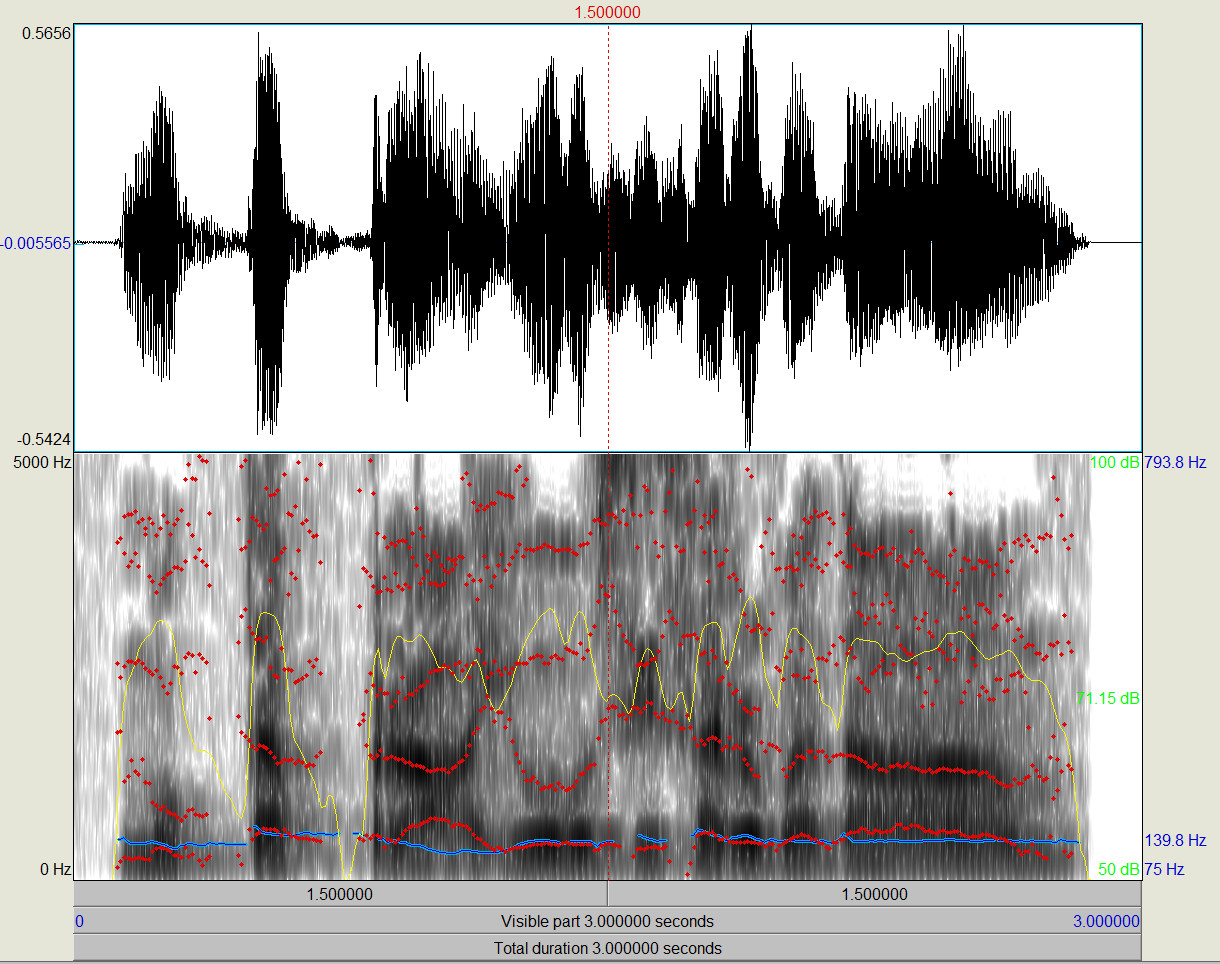 1.500000
0.5656
-0.005565
-0.5424
5000 Hz
100 dB
793.8 Hz
71.15 dB
139.8 Hz
0 Hz
50 dB
75 Hz
1.500000
1.500000
0
Visible part 3.000000 seconds
3.000000
Total duration 3.000000 seconds